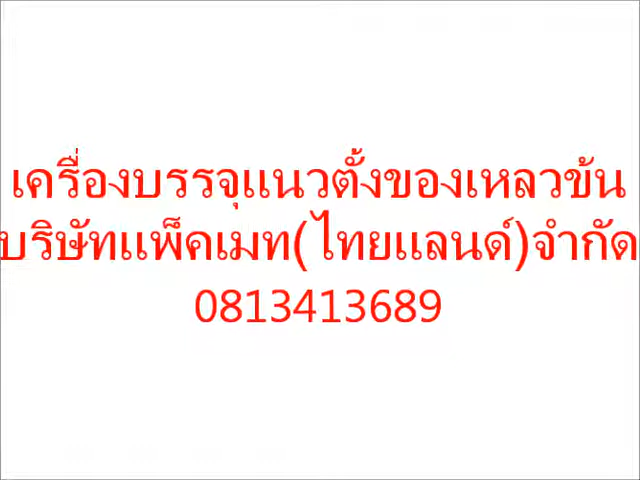 เครื่องบรรจุแนวตั้งของเหลวข้น
บริษัทแพ็คเมท(ไทยแลนด์)จำกัด
0813413689